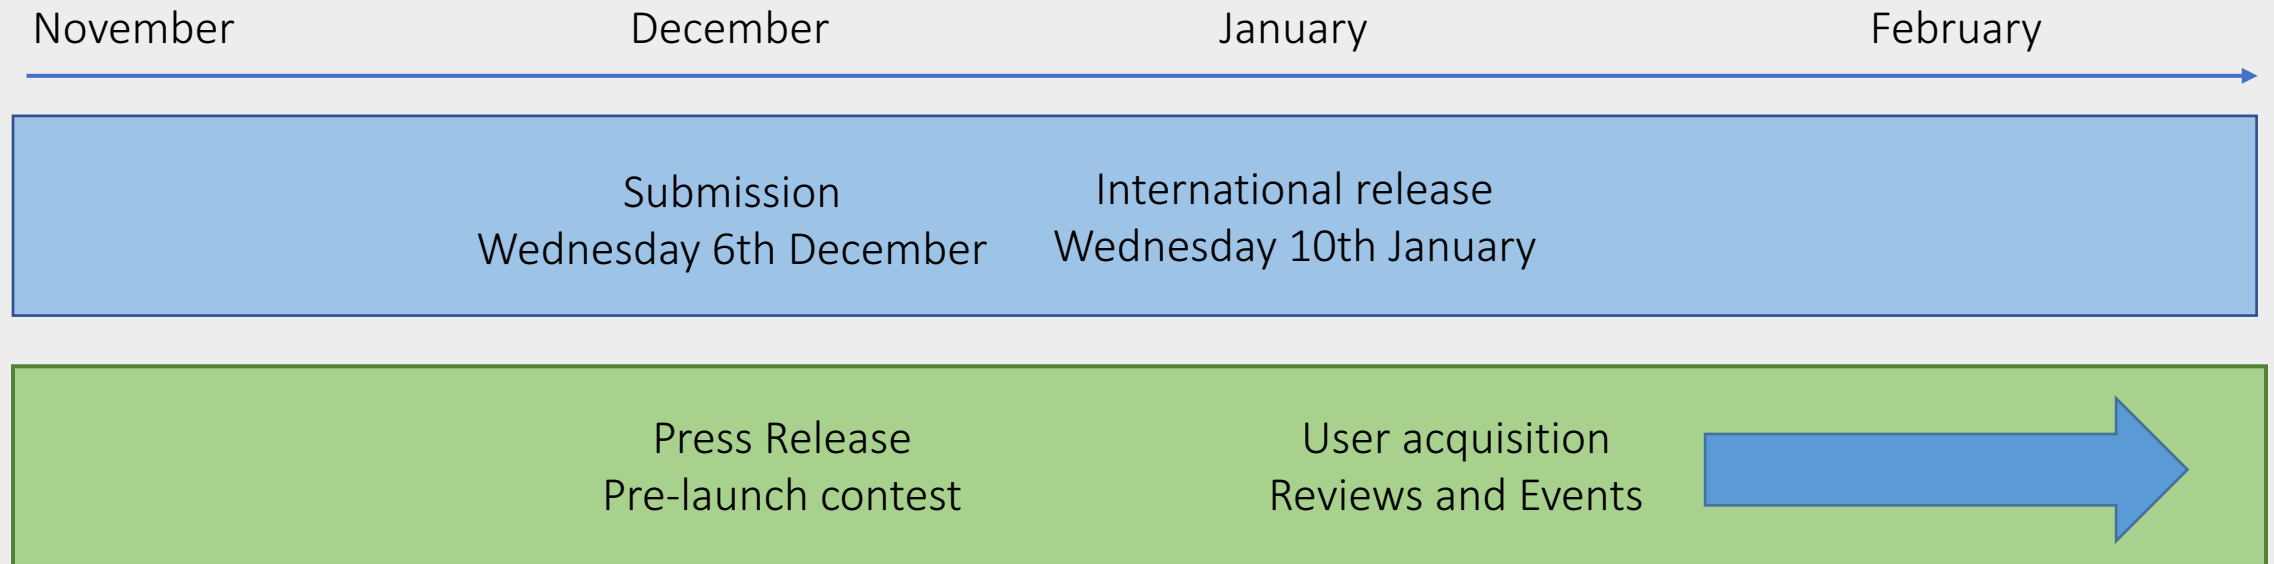 November December January February
Submission
Wednesday 6th December
International release
Wednesday 10th January
Press Release
Pre-launch contest
User acquisition
Reviews and Events